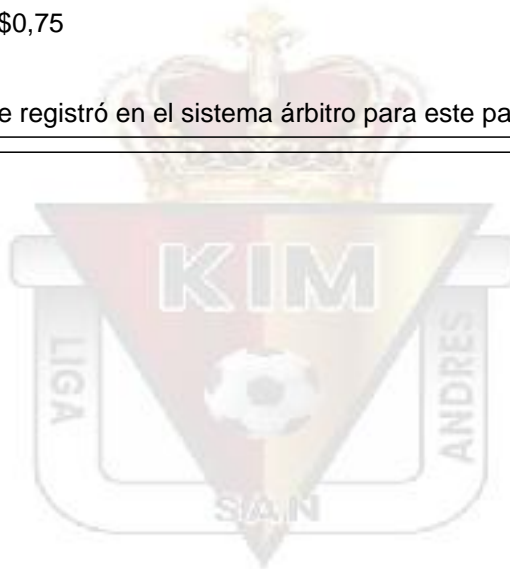 $0,75
e registró en el sistema árbitro para este pa
KIM
LIGA
ANDRES
SAN